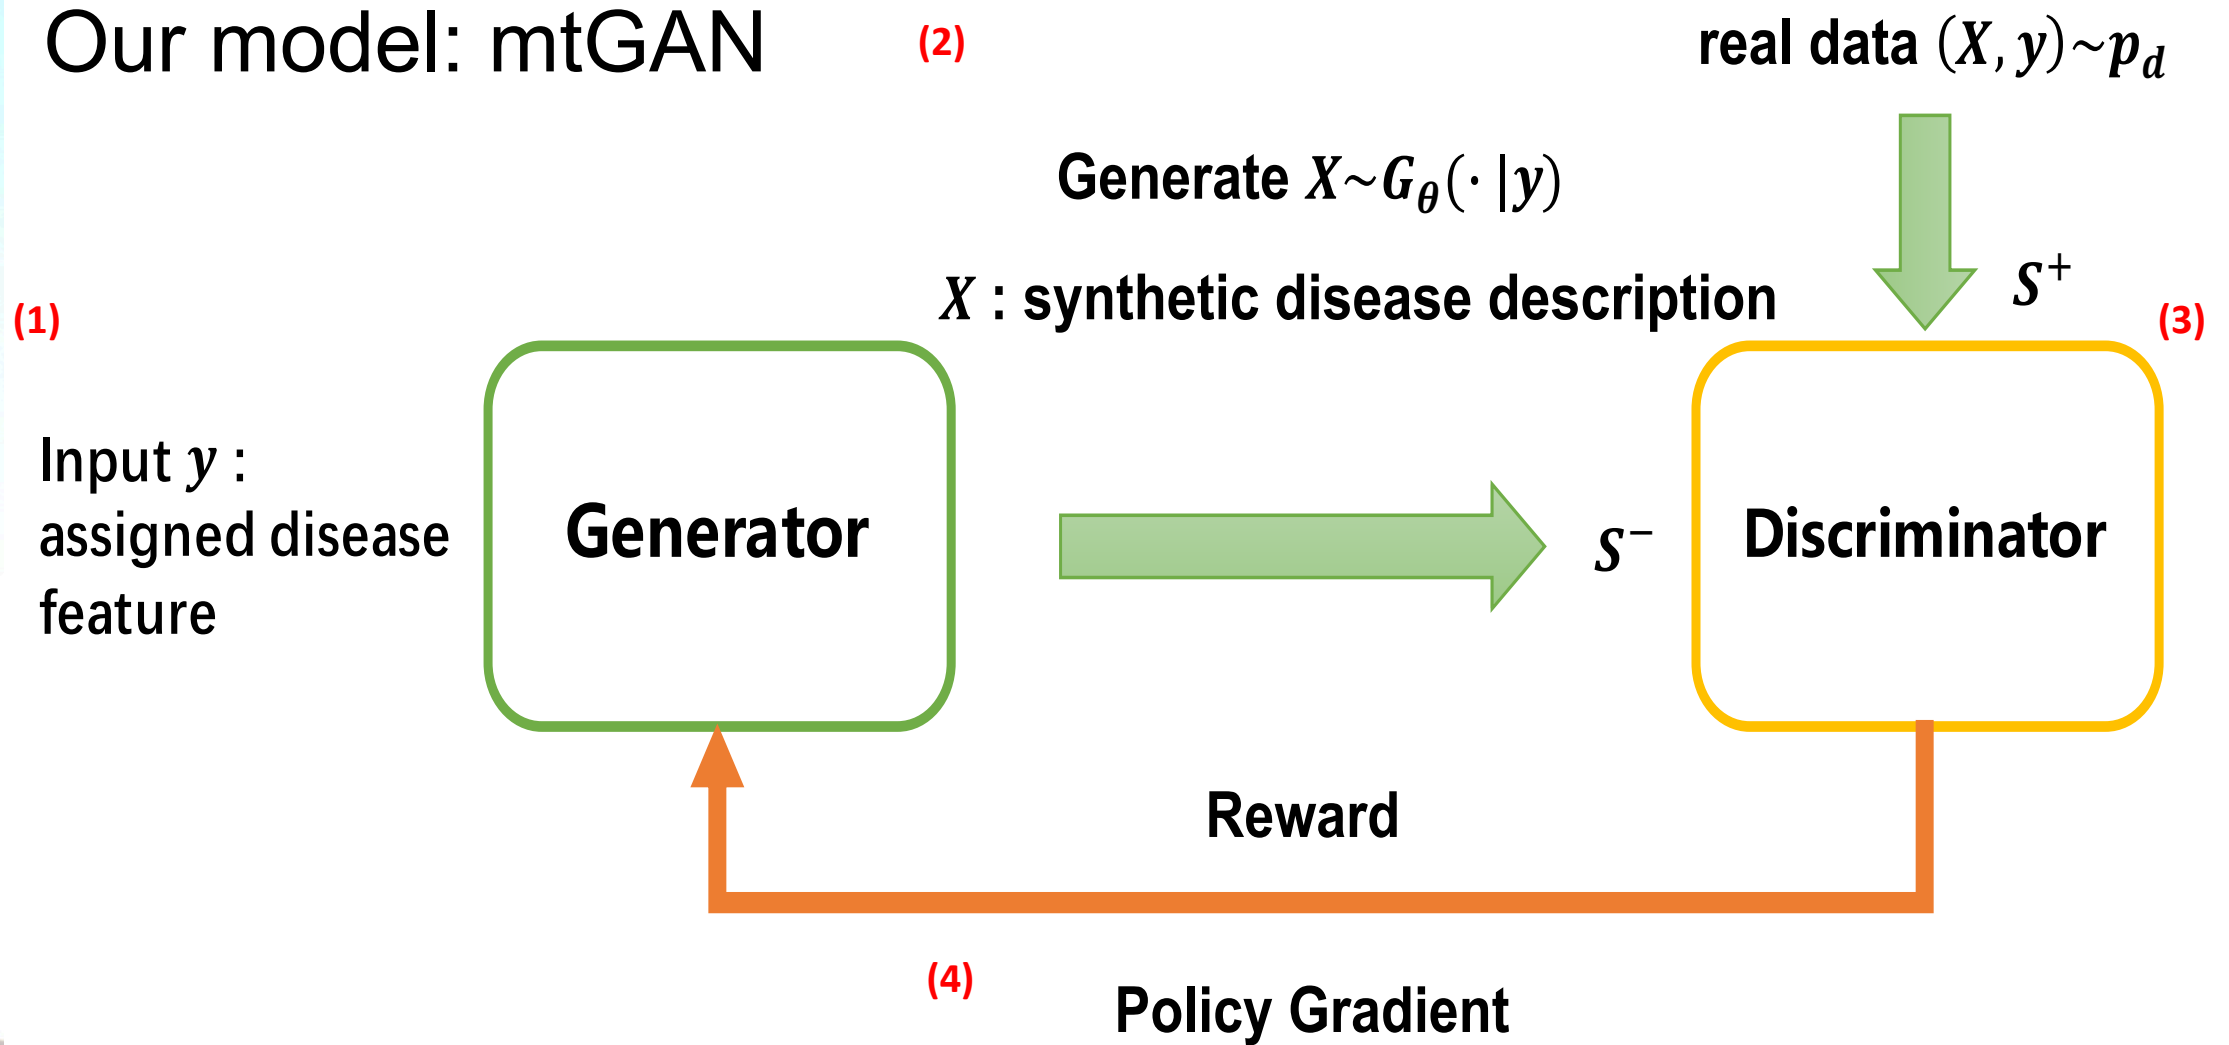 Our model: mtGAN
(2)
real data (X, y)~p_d
Generate X~G_θ(· |y)
X : synthetic disease description
S⁺
(1)
(3)
Input y :
assigned disease
feature
Generator
S⁻
Discriminator
Reward
(4)
Policy Gradient